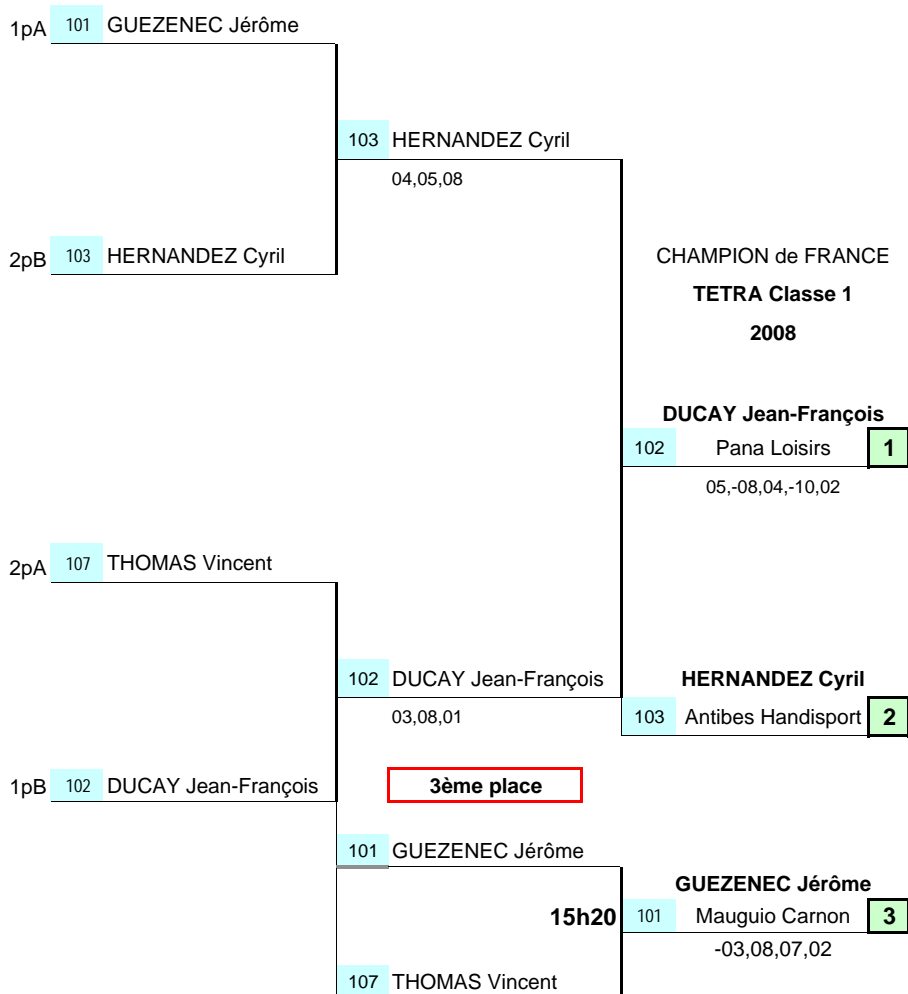 1pA 101 GUEZENEC Jérôme
103 HERNANDEZ Cyril
04,05,08
2pB 103 HERNANDEZ Cyril
CHAMPION de FRANCE
TETRA Classe 1
2008
DUCAY Jean-François
102 Pana Loisirs 1
05,-08,04,-10,02
2pA 107 THOMAS Vincent
102 DUCAY Jean-François
03,08,01
HERNANDEZ Cyril
103 Antibes Handisport 2
1pB 102 DUCAY Jean-François
3ème place
101 GUEZENEC Jérôme
GUEZENEC Jérôme
15h20 101 Mauguio Carnon 3
-03,08,07,02
107 THOMAS Vincent